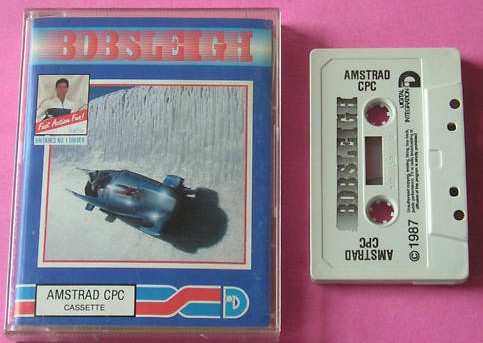 BOBSLEIGH
Fast Action Fun!
BRITAIN'S NO. 1 DRIVER
AMSTRAD CPC
CASSETTE
D
AMSTRAD
CPC
DIGITAL
INTEGRATION
BOBSLEIGH
AMSTRAD
CPC
© 1987